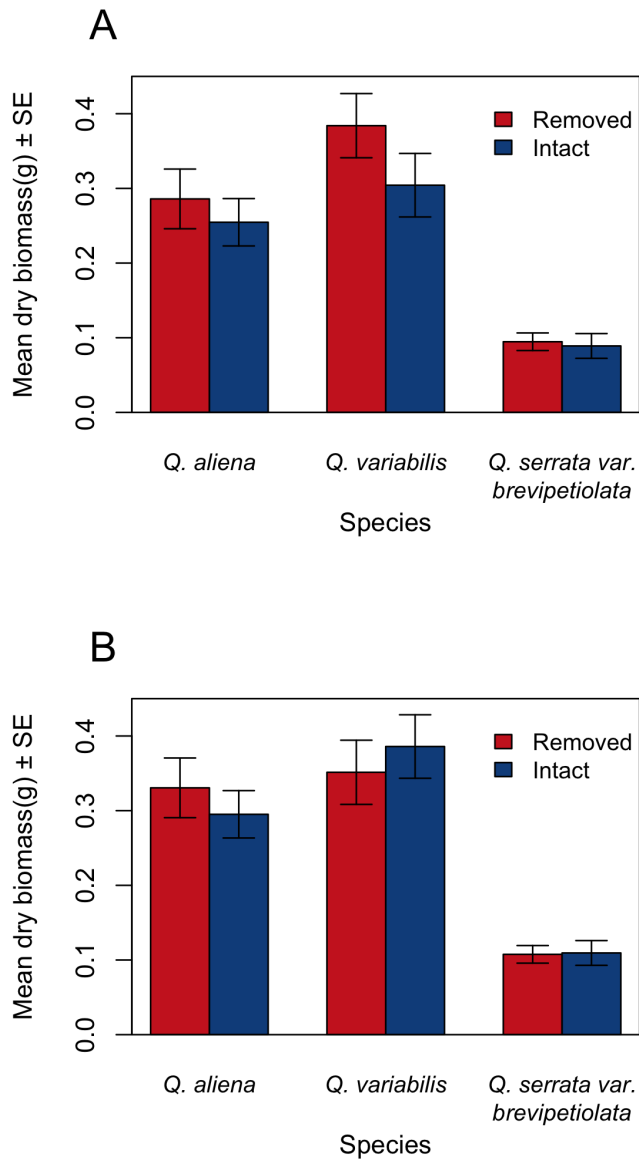 A
Mean dry biomass(g) ± SE
0.4
0.3
0.2
0.1
0.0
Removed
Intact
Q. aliena
Q. variabilis
Q. serrata var.
brevipetiolata
Species
B
Mean dry biomass(g) ± SE
0.4
0.3
0.2
0.1
0.0
Removed
Intact
Q. aliena
Q. variabilis
Q. serrata var.
brevipetiolata
Species